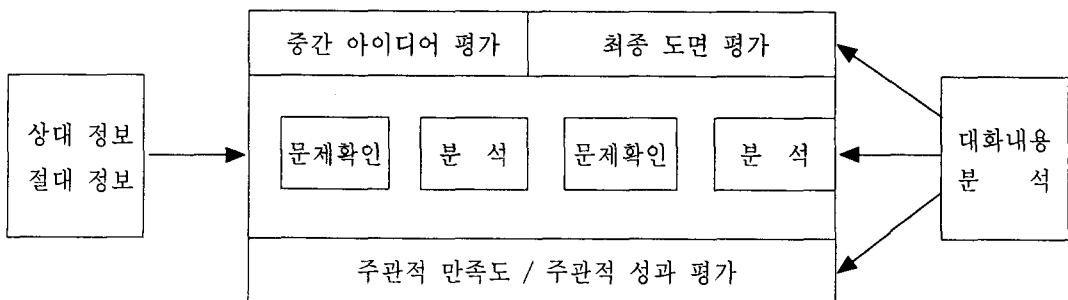 중간 아이디어 평가
최종 도면 평가
상대 정보
절대 정보
문제확인
분 석
문제확인
분 석
대화내용
분 석
주관적 만족도 / 주관적 성과 평가